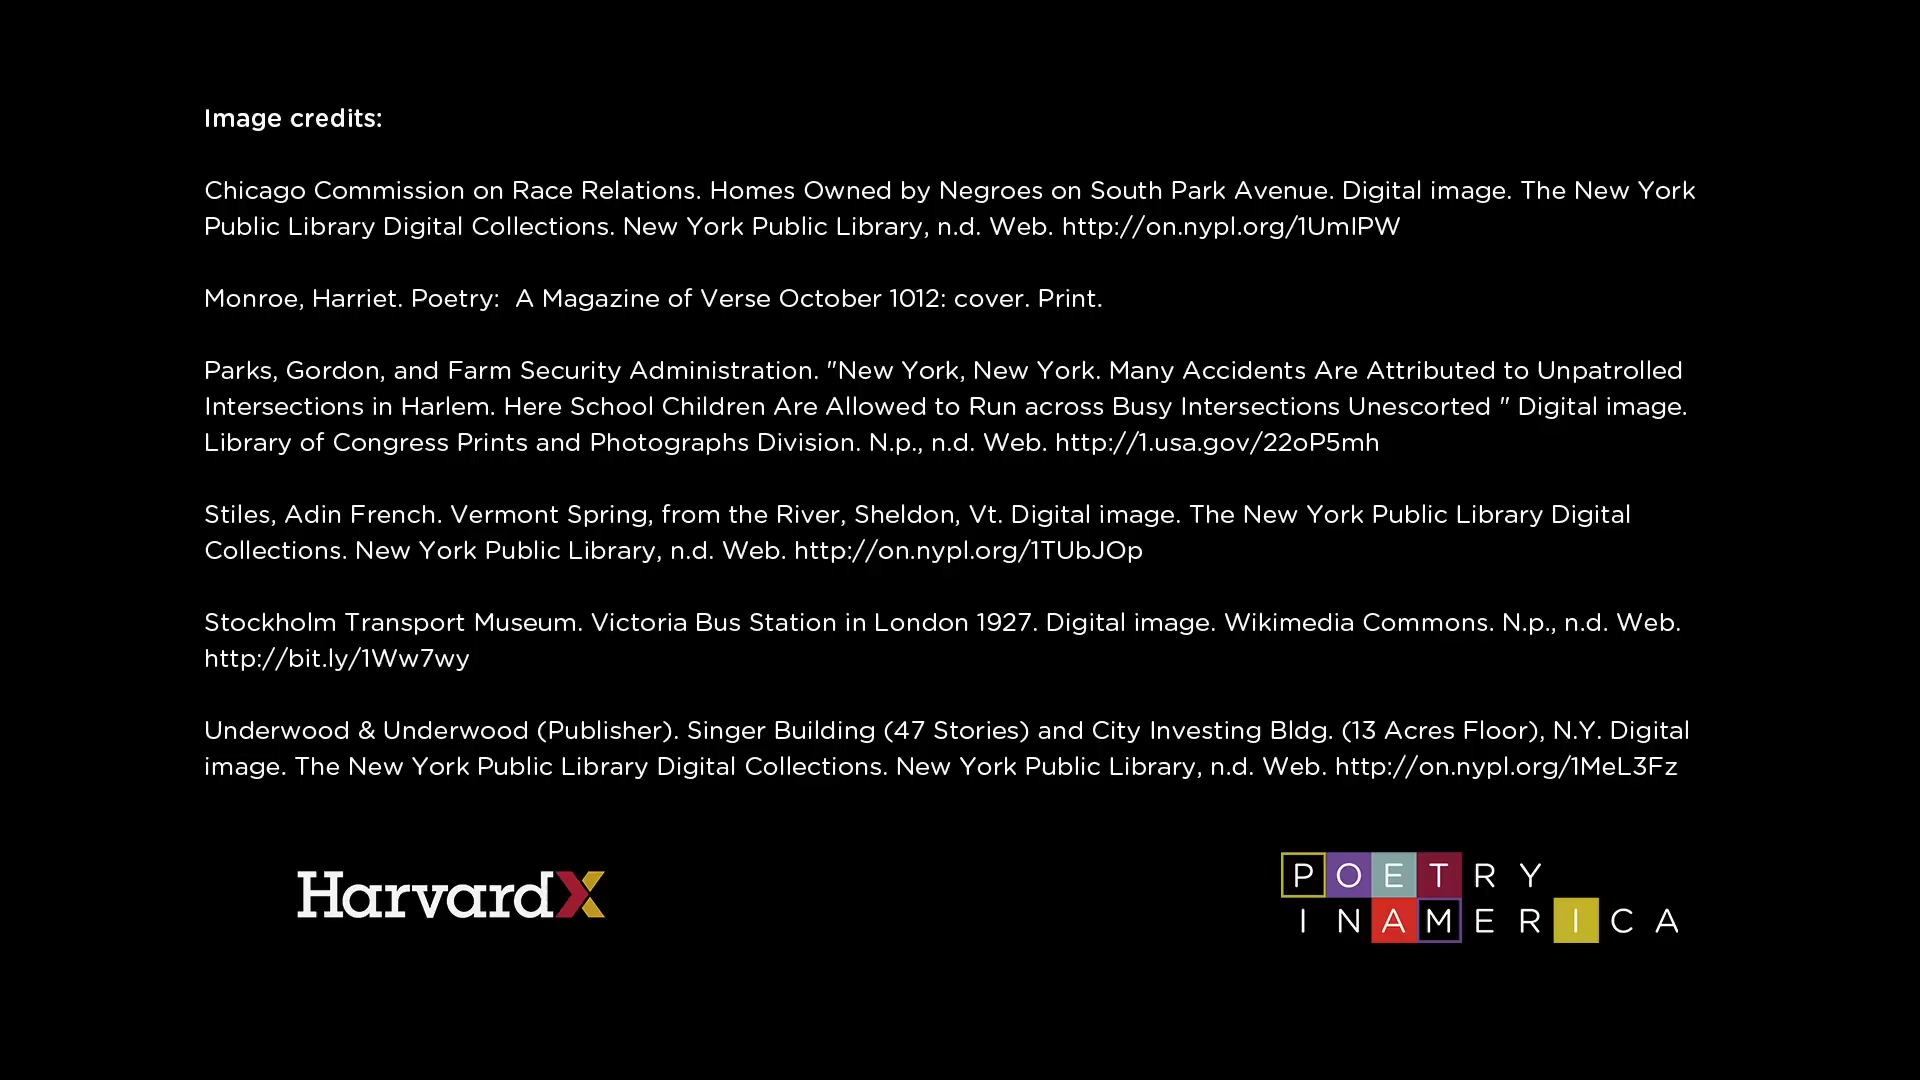 Image credits:
Chicago Commission on Race Relations. Homes Owned by Negroes on South Park Avenue. Digital image. The New York
Public Library Digital Collections. New York Public Library, n.d. Web. http://on.nypl.org/1UmIPW
Monroe, Harriet. Poetry:  A Magazine of Verse October 1012: cover. Print.
Parks, Gordon, and Farm Security Administration. "New York, New York. Many Accidents Are Attributed to Unpatrolled
Intersections in Harlem. Here School Children Are Allowed to Run across Busy Intersections Unescorted " Digital image.
Library of Congress Prints and Photographs Division. N.p., n.d. Web. http://1.usa.gov/22oP5mh
Stiles, Adin French. Vermont Spring, from the River, Sheldon, Vt. Digital image. The New York Public Library Digital
Collections. New York Public Library, n.d. Web. http://on.nypl.org/1TUbJOp
Stockholm Transport Museum. Victoria Bus Station in London 1927. Digital image. Wikimedia Commons. N.p., n.d. Web.
http://bit.ly/1Ww7wy
Underwood & Underwood (Publisher). Singer Building (47 Stories) and City Investing Bldg. (13 Acres Floor), N.Y. Digital
image. The New York Public Library Digital Collections. New York Public Library, n.d. Web. http://on.nypl.org/1MeL3Fz
HarvardX
POETRY
INAMERICA